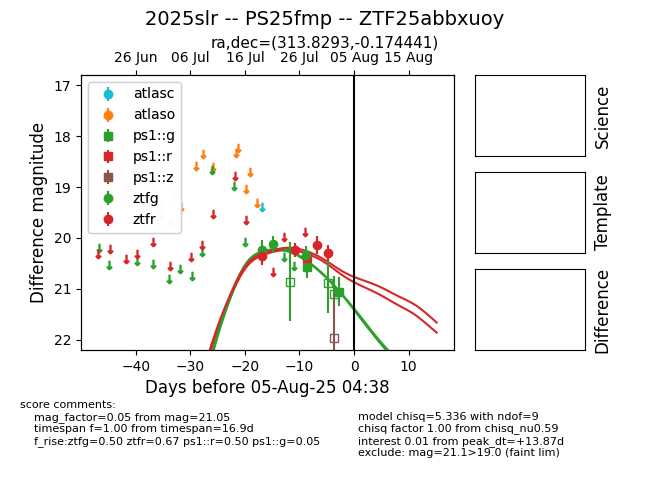 2025slr -- PS25fmp -- ZTF25abbxuoy
ra,dec=(313.8293,-0.174441)
26 Jun 06 Jul 16 Jul 26 Jul 05 Aug 15 Aug
17
18
19
20
21
22
Difference magnitude
atlasc
atlaso
ps1::g
ps1::r
ps1::z
ztfg
ztfr
−40 −30 −20 −10 0 10
Days before 05-Aug-25 04:38
Science
Template
Difference
score comments:
mag_factor=0.05 from mag=21.05
timespan f=1.00 from timespan=16.9d
f_rise:ztfg=0.50 ztfr=0.67 ps1::r=0.50 ps1::g=0.05
model chisq=5.336 with ndof=9
chisq factor 1.00 from chisq_nu0.59
interest 0.01 from peak_dt=+13.87d
exclude: mag=21.1>19.0 (faint lim)